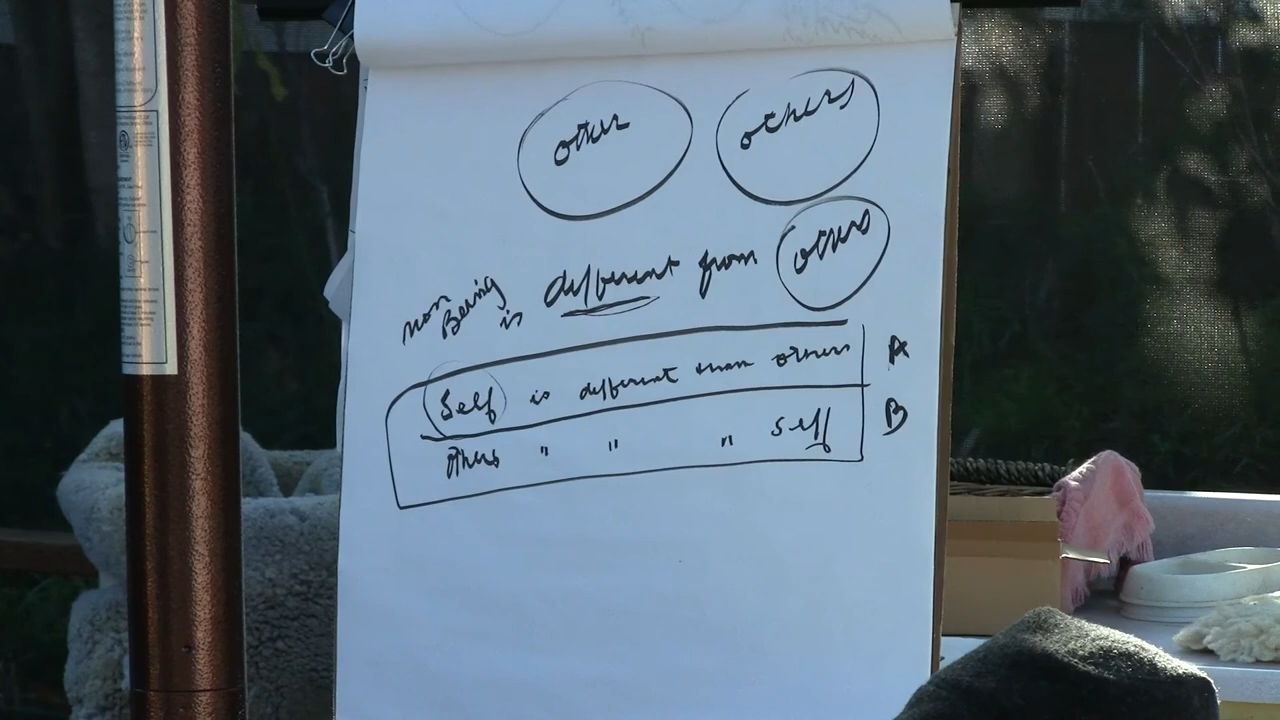 other others
non Being is different from others
Self is different than others A
others " " " self B